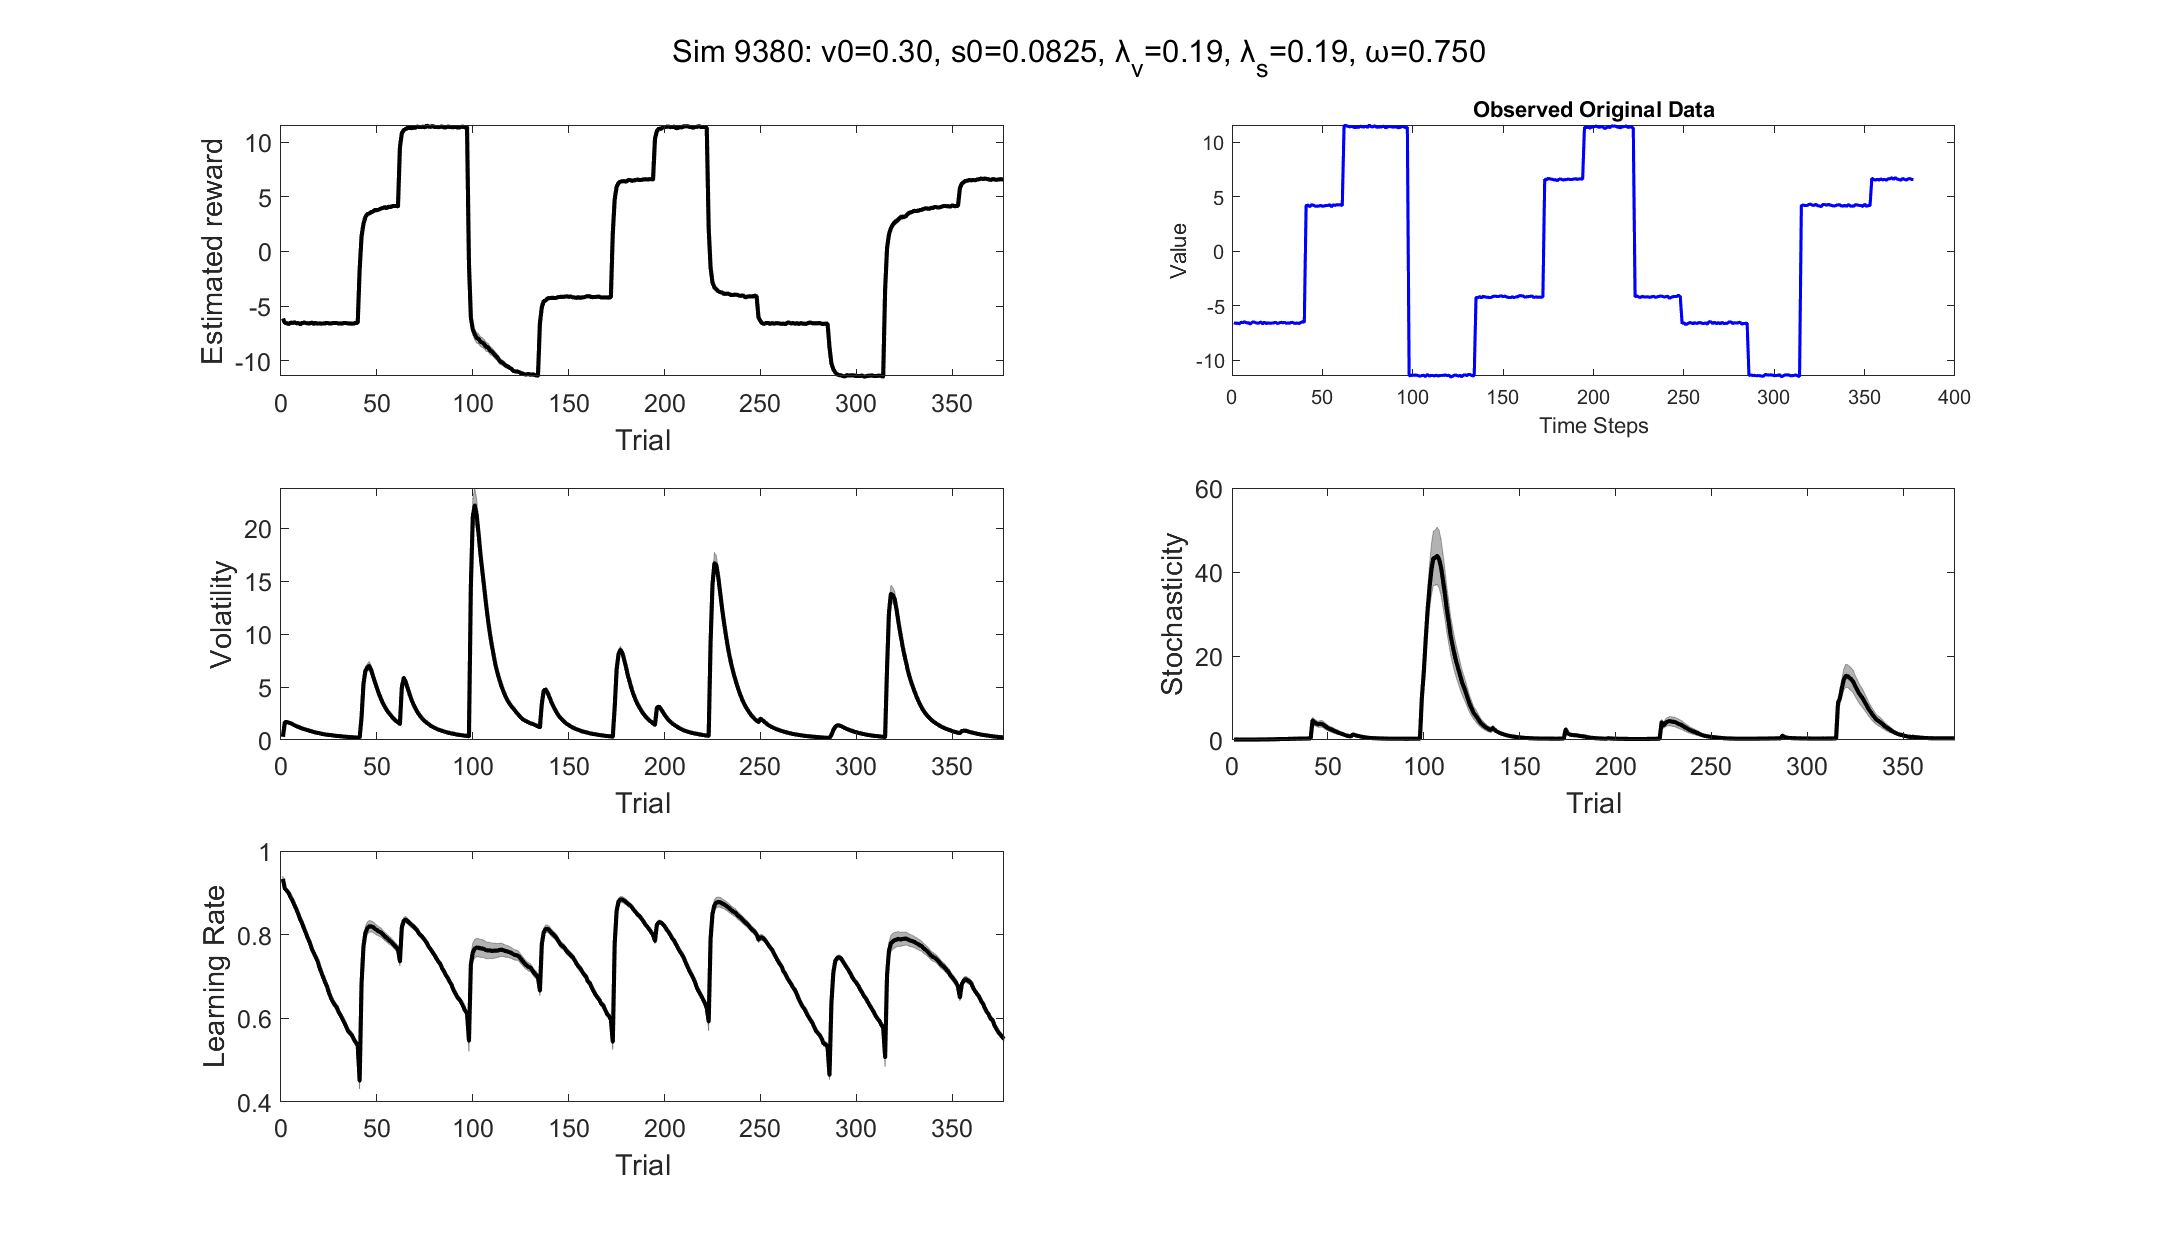 Sim 9380: v0=0.30, s0=0.0825, λ_v=0.19, λ_s=0.19, ω=0.750
Estimated reward
10
5
0
-5
-10
0 50 100 150 200 250 300 350
Trial
Observed Original Data
Value
10
5
0
-5
-10
0 50 100 150 200 250 300 350 400
Time Steps
Volatility
20
15
10
5
0
0 50 100 150 200 250 300 350
Trial
Stochasticity
60
40
20
0
0 50 100 150 200 250 300 350
Trial
Learning Rate
1
0.8
0.6
0.4
0 50 100 150 200 250 300 350
Trial